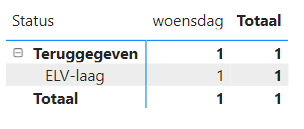 Status woensdag Totaal
Teruggegeven 1 1
ELV-laag 1 1
Totaal 1 1